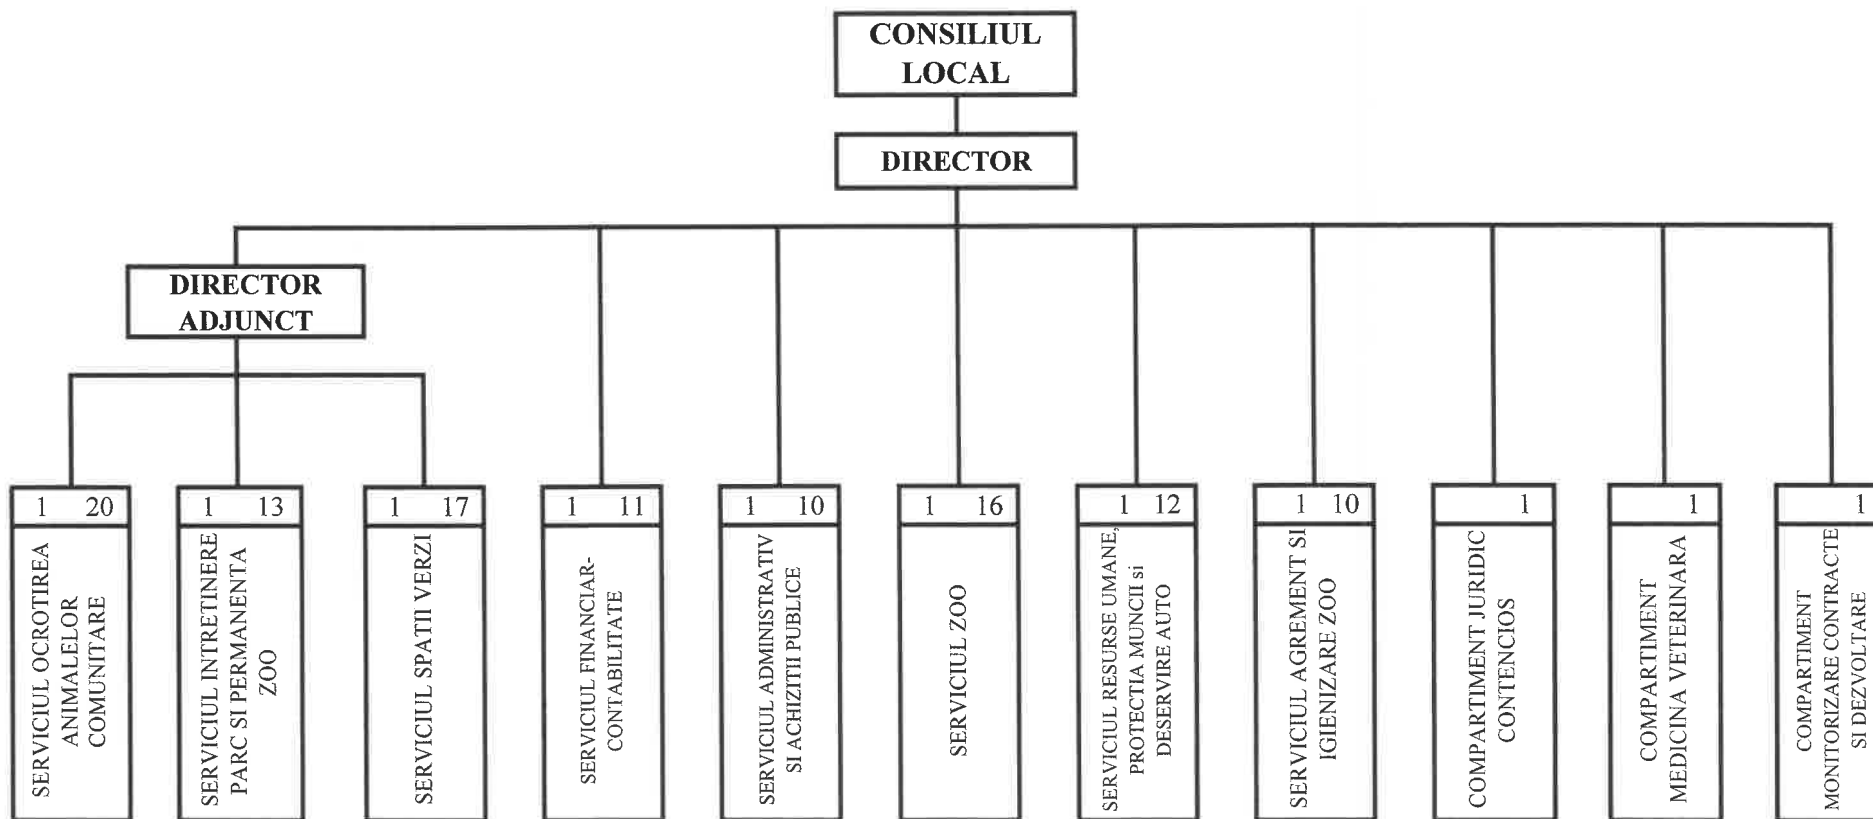 CONSILIUL
LOCAL
DIRECTOR
DIRECTOR
ADJUNCT
1 20
SERVICIUL OCROTIREA
ANIMALELOR
COMUNITARE
1 13
SERVICIUL INTRETINERE
PARC SI PERMANENTA
ZOO
1 17
SERVICIUL SPATII VERZI
1 11
SERVICIUL FINANCIAR-
CONTABILITATE
1 10
SERVICIUL ADMINISTRATIV
SI ACHIZITII PUBLICE
1 16
SERVICIUL ZOO
1 12
SERVICIUL RESURSE UMANE,
PROTECTIA MUNCII si
DESERVIRE AUTO
1 10
SERVICIUL AGREMENT SI
IGIENIZARE ZOO
1
COMPARTIMENT JURIDIC
CONTENCIOS
1
COMPARTIMENT
MEDICINA VETERINARA
1
COMPARTIMENT
MONITORIZARE CONTRACTE
SI DEZVOLTARE